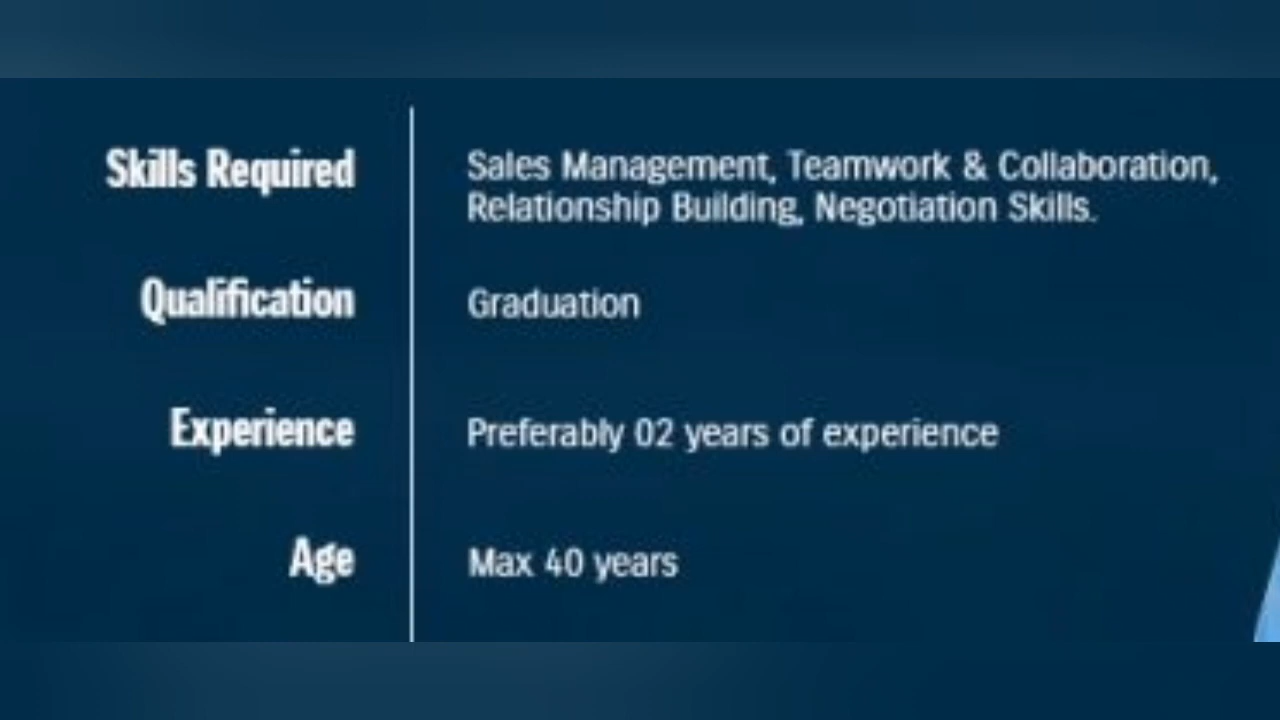 Skills Required
Sales Management, Teamwork & Collaboration,
Relationship Building, Negotiation Skills.
Qualification
Graduation
Experience
Preferably 02 years of experience
Age
Max 40 years